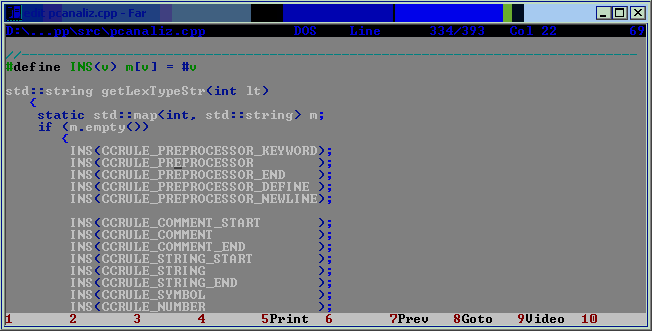 edit pcanaliz.cpp - Far
D:\...pp\src\pcanaliz.cpp DOS Line 334/393 Col 22 69
//
#define INS(v) m[v] = #v
std::string getLexTypeStr(int lt)
{
static std::map(int, std::string) m;
if (m.empty())
{
INS(CCRULE_PREPROCESSOR_KEYWORD);
INS(CCRULE_PREPROCESSOR );
INS(CCRULE_PREPROCESSOR_END );
INS(CCRULE_PREPROCESSOR_DEFINE );
INS(CCRULE_PREPROCESSOR_NEWLINE);
INS(CCRULE_COMMENT_START );
INS(CCRULE_COMMENT );
INS(CCRULE_COMMENT_END );
INS(CCRULE_STRING_START );
INS(CCRULE_STRING );
INS(CCRULE_STRING_END );
INS(CCRULE_SYMBOL );
INS(CCRULE_NUMBER );
1 2 3 4 5Print 6 7Prev 8Goto 9Video 10